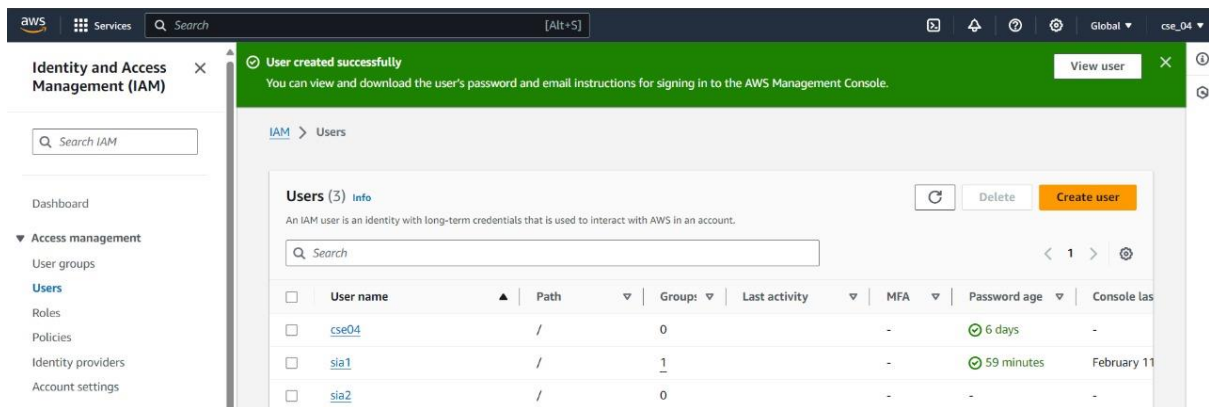 aws Services Search [Alt+S] Global cse_04
Identity and Access Management (IAM)
Search IAM
Dashboard
Access management
User groups
Users
Roles
Policies
Identity providers
Account settings
User created successfully
You can view and download the user's password and email instructions for signing in to the AWS Management Console.
View user
IAM > Users
Users (3) Info
Delete
Create user
An IAM user is an identity with long-term credentials that is used to interact with AWS in an account.
Search
< 1 >
User name Path Group: Last activity MFA Password age Console las
cse04 / 0 - 6 days -
sia1 / 1 - 59 minutes February 11
sia2 / 0 - - -